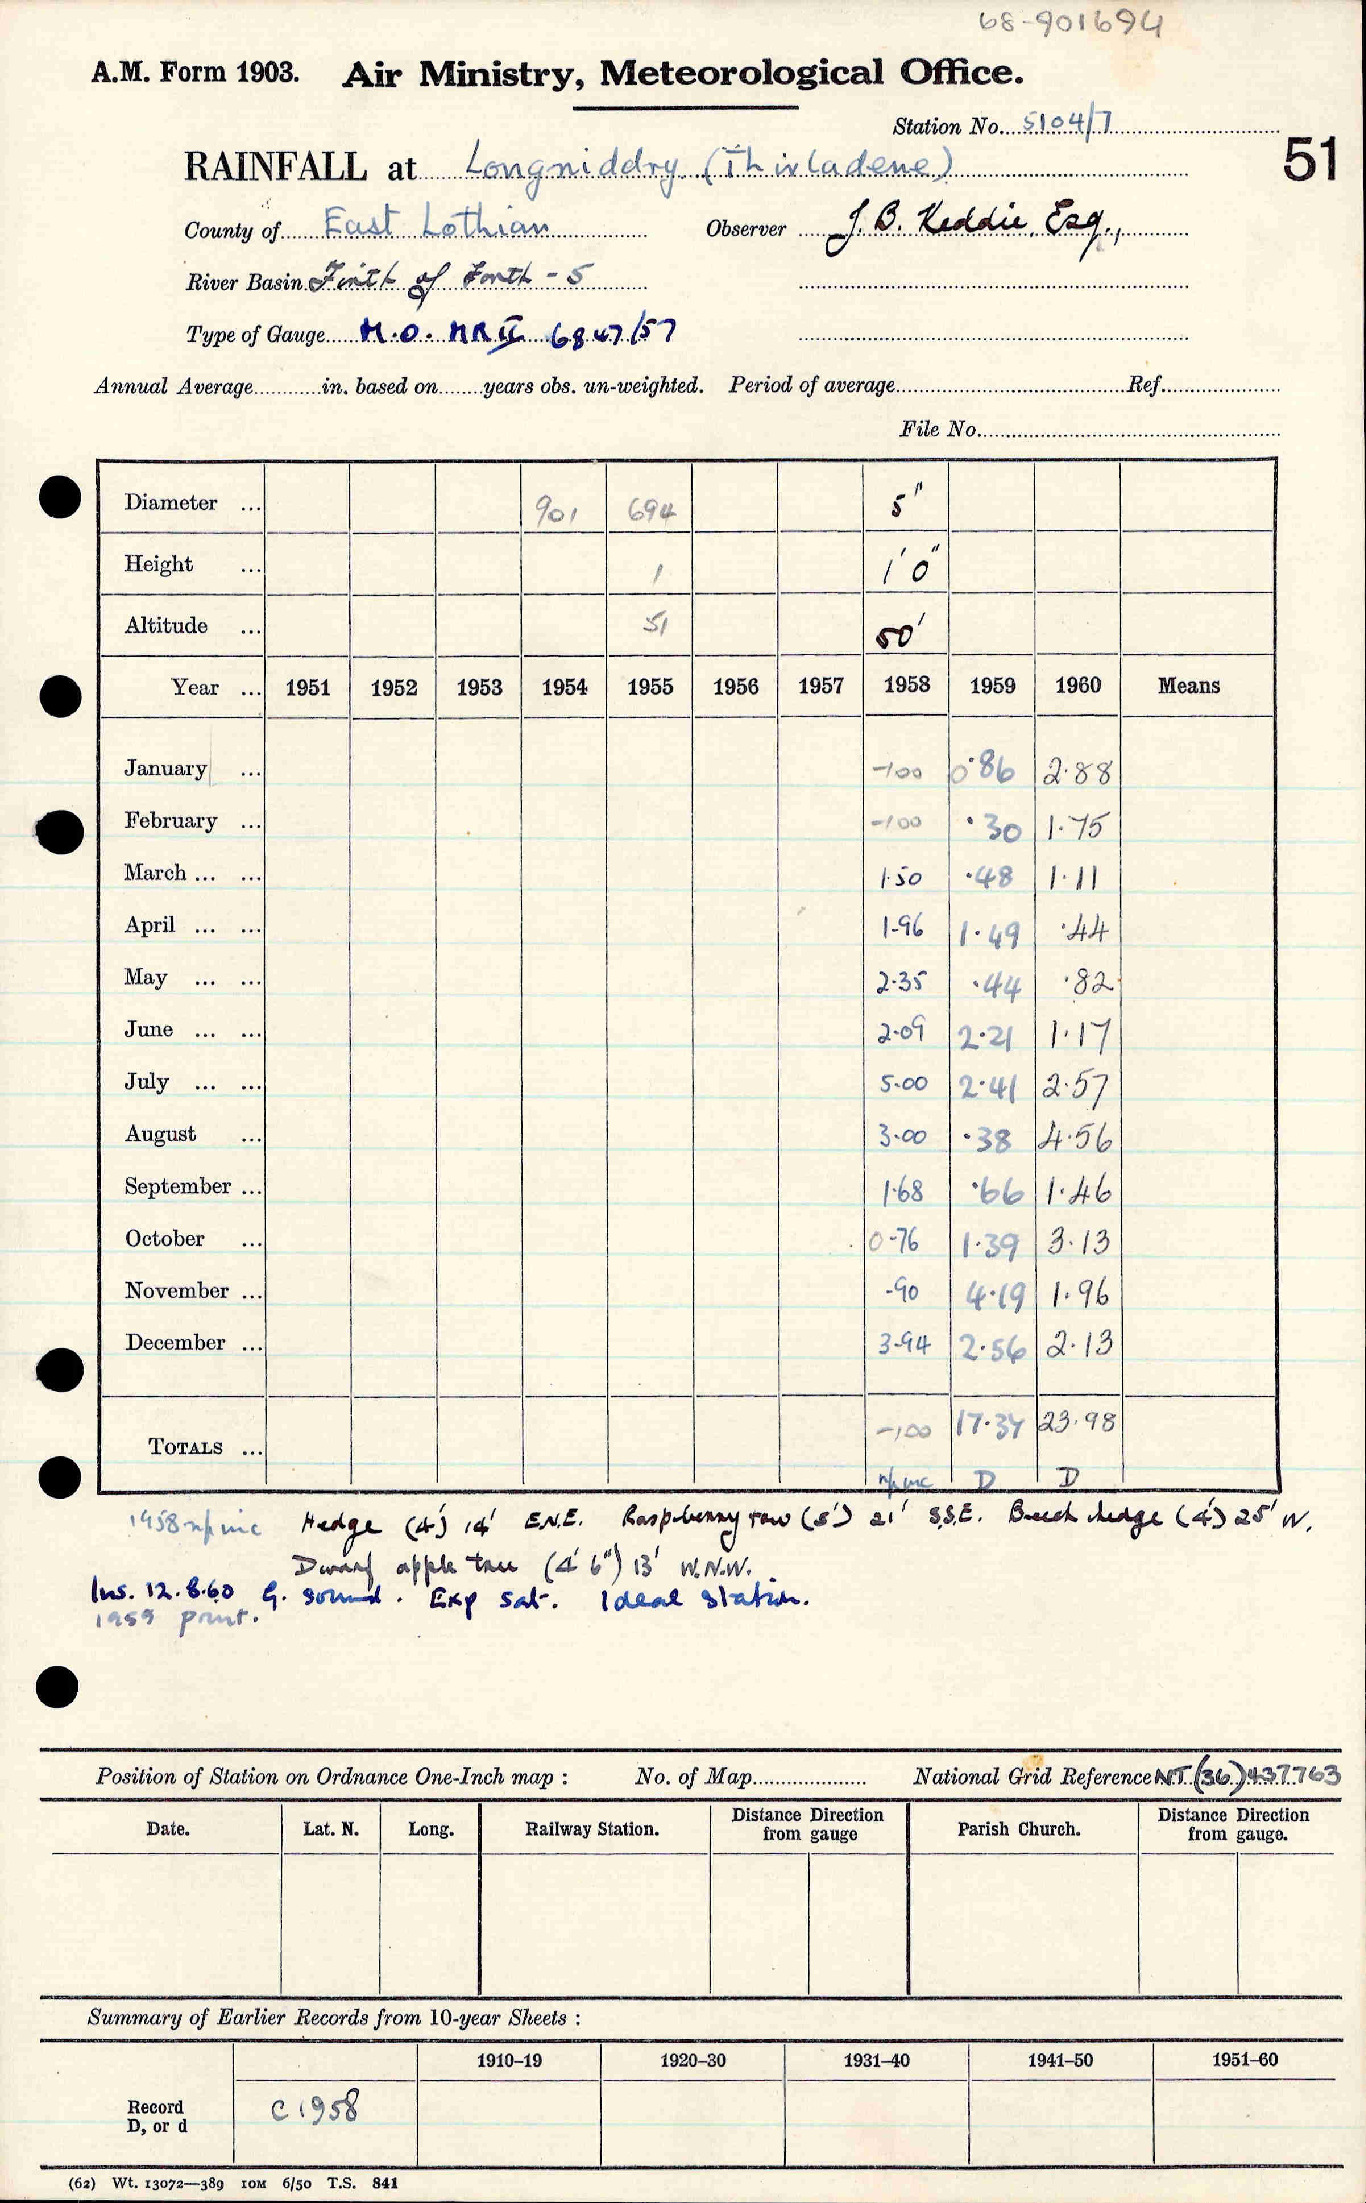 68-901694
A.M. Form 1903. Air Ministry, Meteorological Office.
Station No. 5104/7
51
RAINFALL at Longniddry (Thirladene)
County of East Lothian Observer J. B. Keddie, Esq.,
River Basin Firth of Forth - 5
Type of Gauge M.O. MK II 6847/57
Annual Average in. based on years obs. un-weighted. Period of average Ref.
File No.
Diameter ... 901 694 5"
Height ... 1 1' 0"
Altitude ... 51 50'
Year ... 1951 1952 1953 1954 1955 1956 1957 1958 1959 1960 Means
January ... -100 0.86 2.88
February ... -100 .30 1.75
March ... ... 1.50 .48 1.11
April ... ... 1.96 1.49 .44
May ... ... 2.35 .44 .82
June ... ... 2.09 2.21 1.17
July ... ... 5.00 2.41 2.57
August ... 3.00 .38 4.56
September ... 1.68 .66 1.46
October ... 0.76 1.39 3.13
November ... .90 4.19 1.96
December ... 3.94 2.56 2.13
TOTALS ... -100 17.37 23.98
n/p inc D D
1958 n/p inc Hedge (4') 14' E.N.E. Raspberry row (5') 21' S.S.E. Beech hedge (4') 25' W.
Dwarf apple tree (4' 6") 13' W.N.W.
Ins. 12.8.60 G. sound. Exp sat. Ideal station.
1959 print.
Position of Station on Ordnance One-Inch map : No. of Map National Grid Reference NT (36) 437763
Date. Lat. N. Long. Railway Station. Distance Direction from gauge Parish Church. Distance Direction from gauge.
Summary of Earlier Records from 10-year Sheets :
1910–19 1920–30 1931–40 1941–50 1951–60
Record D, or d C 1958
(62) Wt. 13072—389 10M 6/50 T.S. 841